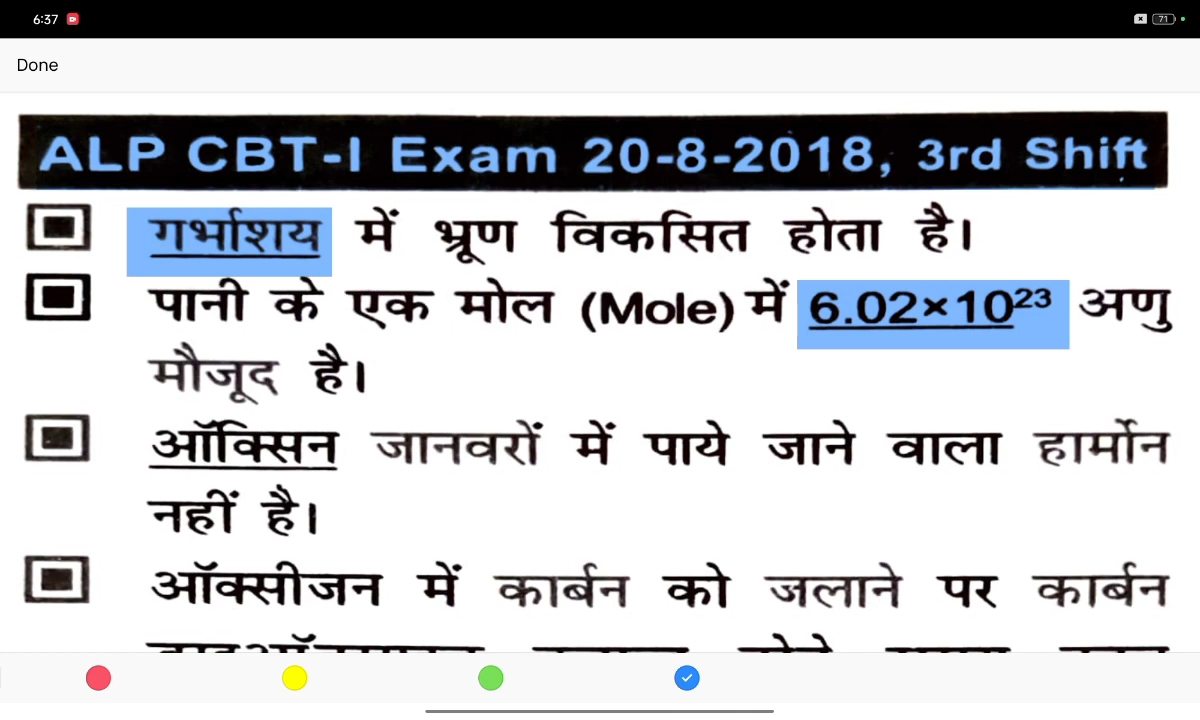 6:37
71
Done
ALP CBT-I Exam 20-8-2018, 3rd Shift
गर्भाशय में भ्रूण विकसित होता है।
पानी के एक मोल (Mole) में 6.02×10²³ अणु
मौजूद है।
ऑक्सिन जानवरों में पाये जाने वाला हार्मोन
नहीं है।
ऑक्सीजन में कार्बन को जलाने पर कार्बन